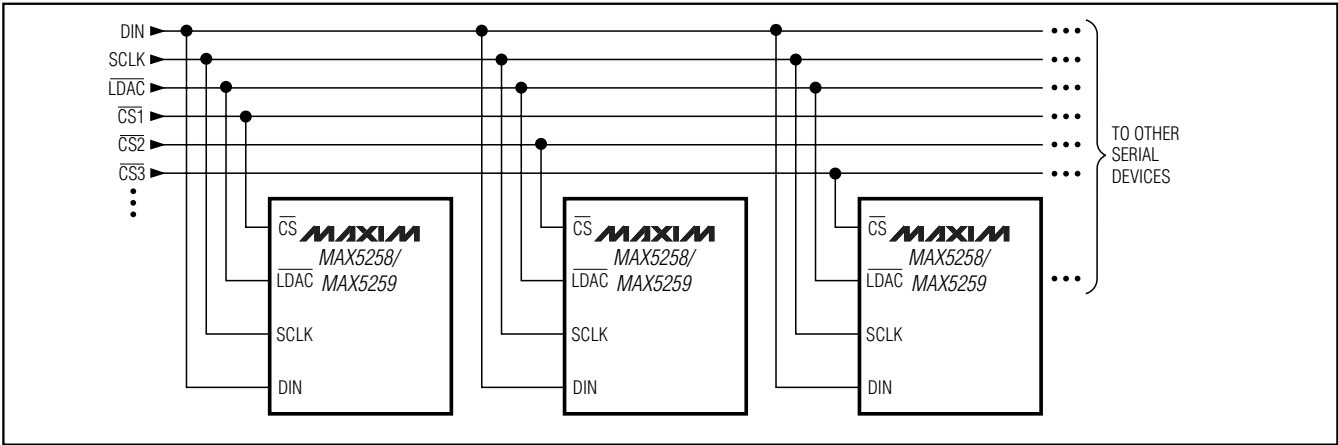 DIN
SCLK
LDAC
CS1
CS2
CS3
TO OTHER
SERIAL
DEVICES
CS MAXIM
MAX5258/
LDAC MAX5259
SCLK
DIN
CS MAXIM
MAX5258/
LDAC MAX5259
SCLK
DIN
CS MAXIM
MAX5258/
LDAC MAX5259
SCLK
DIN